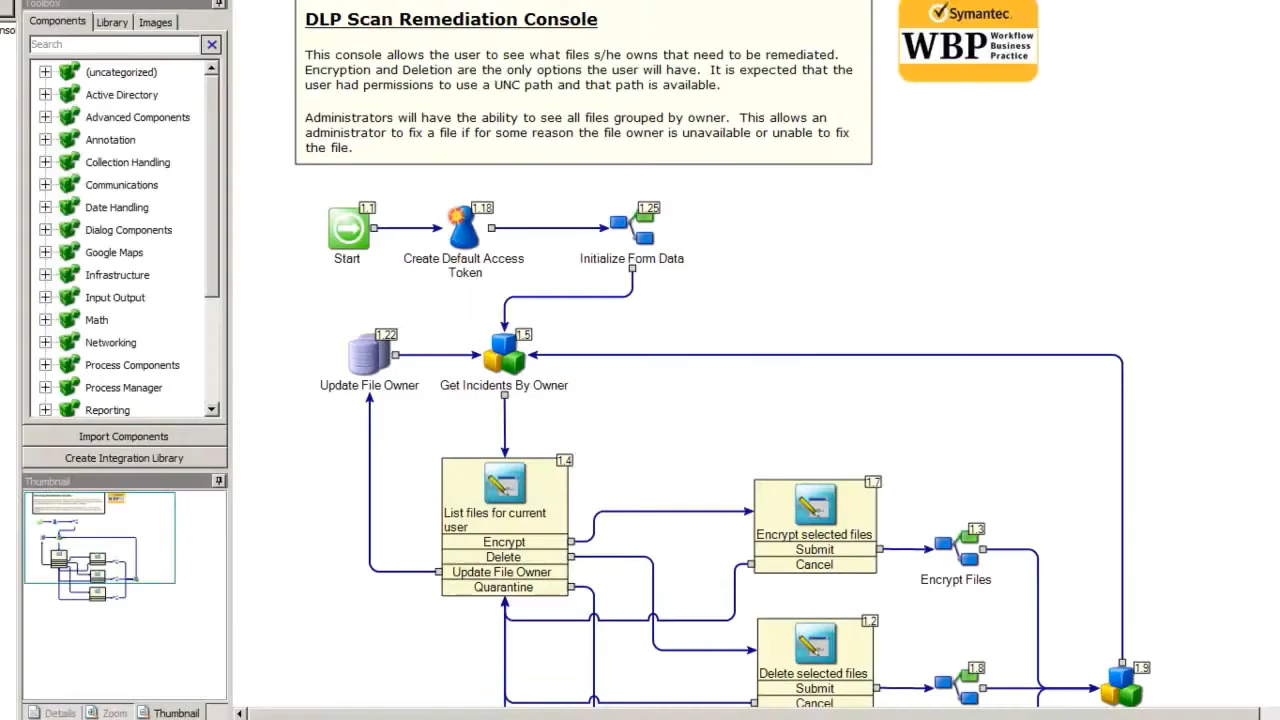 Toolbox
Components
Library
Images
Search
(uncategorized)
Active Directory
Advanced Components
Annotation
Collection Handling
Communications
Date Handling
Dialog Components
Google Maps
Infrastructure
Input Output
Math
Networking
Process Components
Process Manager
Reporting
Import Components
Create Integration Library
Thumbnail
Details
Zoom
Thumbnail
DLP Scan Remediation Console
This console allows the user to see what files s/he owns that need to be remediated.
Encryption and Deletion are the only options the user will have. It is expected that the
user had permissions to use a UNC path and that path is available.
Administrators will have the ability to see all files grouped by owner. This allows an
administrator to fix a file if for some reason the file owner is unavailable or unable to fix
the file.
Symantec.
WBP
Workflow
Business
Practice
1.1
Start
1.18
Create Default Access
Token
1.25
Initialize Form Data
1.22
Update File Owner
1.5
Get Incidents By Owner
1.4
List files for current
user
Encrypt
Delete
Update File Owner
Quarantine
1.7
Encrypt selected files
Submit
Cancel
1.3
Encrypt Files
1.2
Delete selected files
Submit
Cancel
1.8
1.9